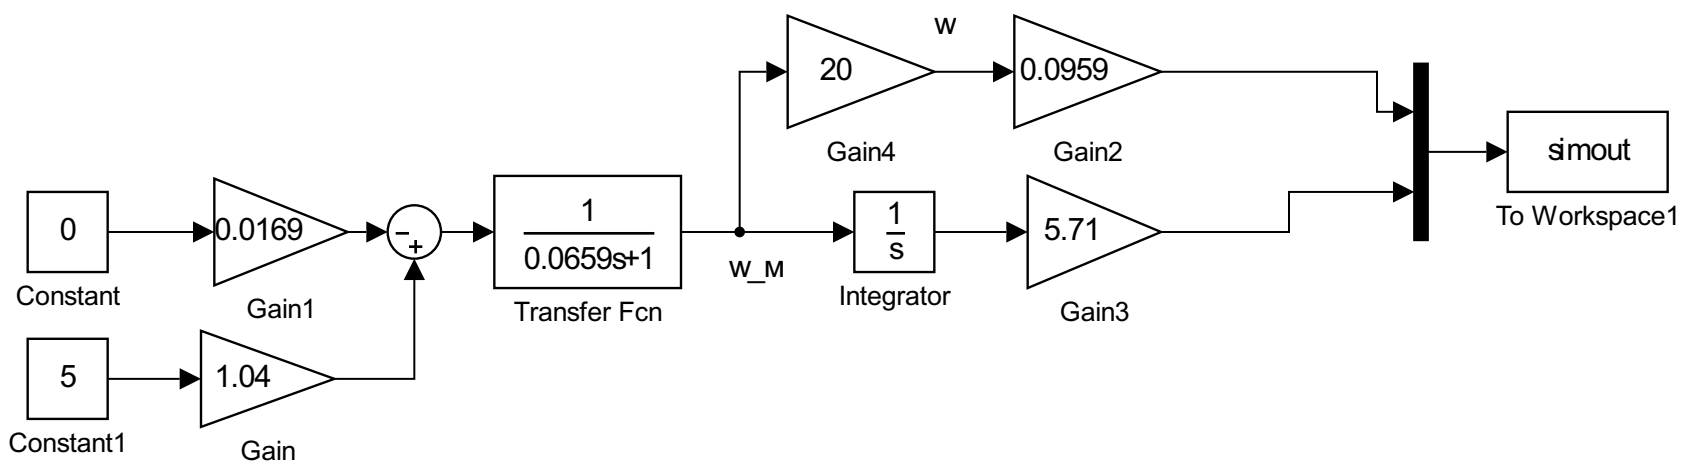 w
20
0.0959
Gain4
Gain2
simout
To Workspace1
0
0.0169
−
+
1
0.0659s+1
1
s
5.71
w_м
Constant
Gain1
Transfer Fcn
Integrator
Gain3
5
1.04
Constant1
Gain